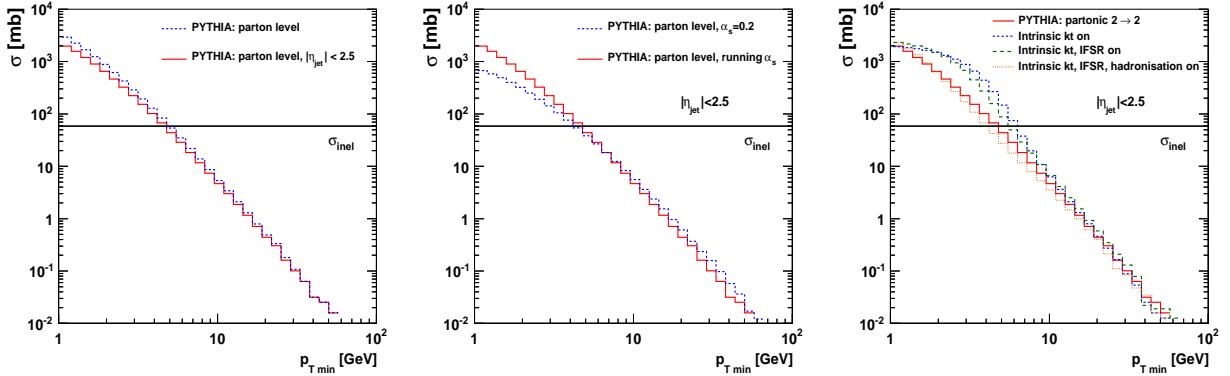 σ [mb]
10⁴
10³
10²
10
1
10⁻¹
10⁻²
PYTHIA: parton level
PYTHIA: parton level, |η_jet| < 2.5
σ_inel
1
10
10²
p_T min [GeV]
σ [mb]
10⁴
10³
10²
10
1
10⁻¹
10⁻²
PYTHIA: parton level, α_s=0.2
PYTHIA: parton level, running α_s
|η_jet|<2.5
σ_inel
1
10
10²
p_T min [GeV]
σ [mb]
10⁴
10³
10²
10
1
10⁻¹
10⁻²
PYTHIA: partonic 2 → 2
Intrinsic kt on
Intrinsic kt, IFSR on
Intrinsic kt, IFSR, hadronisation on
|η_jet|<2.5
σ_inel
1
10
10²
p_T min [GeV]